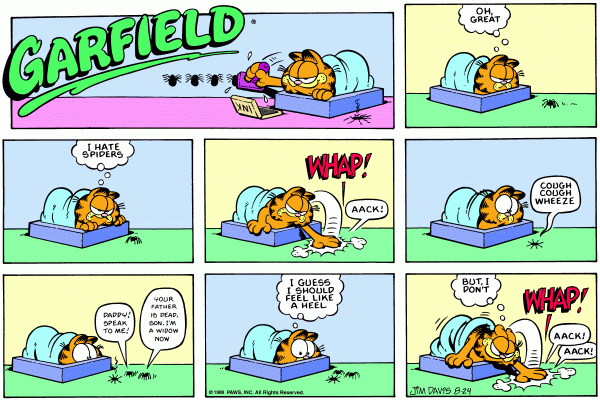 GARFIELD®
INK
OH,
GREAT
I HATE
SPIDERS
WHAP!
AACK!
COUGH
COUGH
WHEEZE
DADDY!
SPEAK
TO ME!
YOUR
FATHER
IS DEAD,
SON. I'M
A WIDOW
NOW
I GUESS
I SHOULD
FEEL LIKE
A HEEL
© 1986 PAWS, INC. All Rights Reserved.
BUT, I
DON'T
WHAP!
AACK!
AACK!
JIM DAVIS 8-24